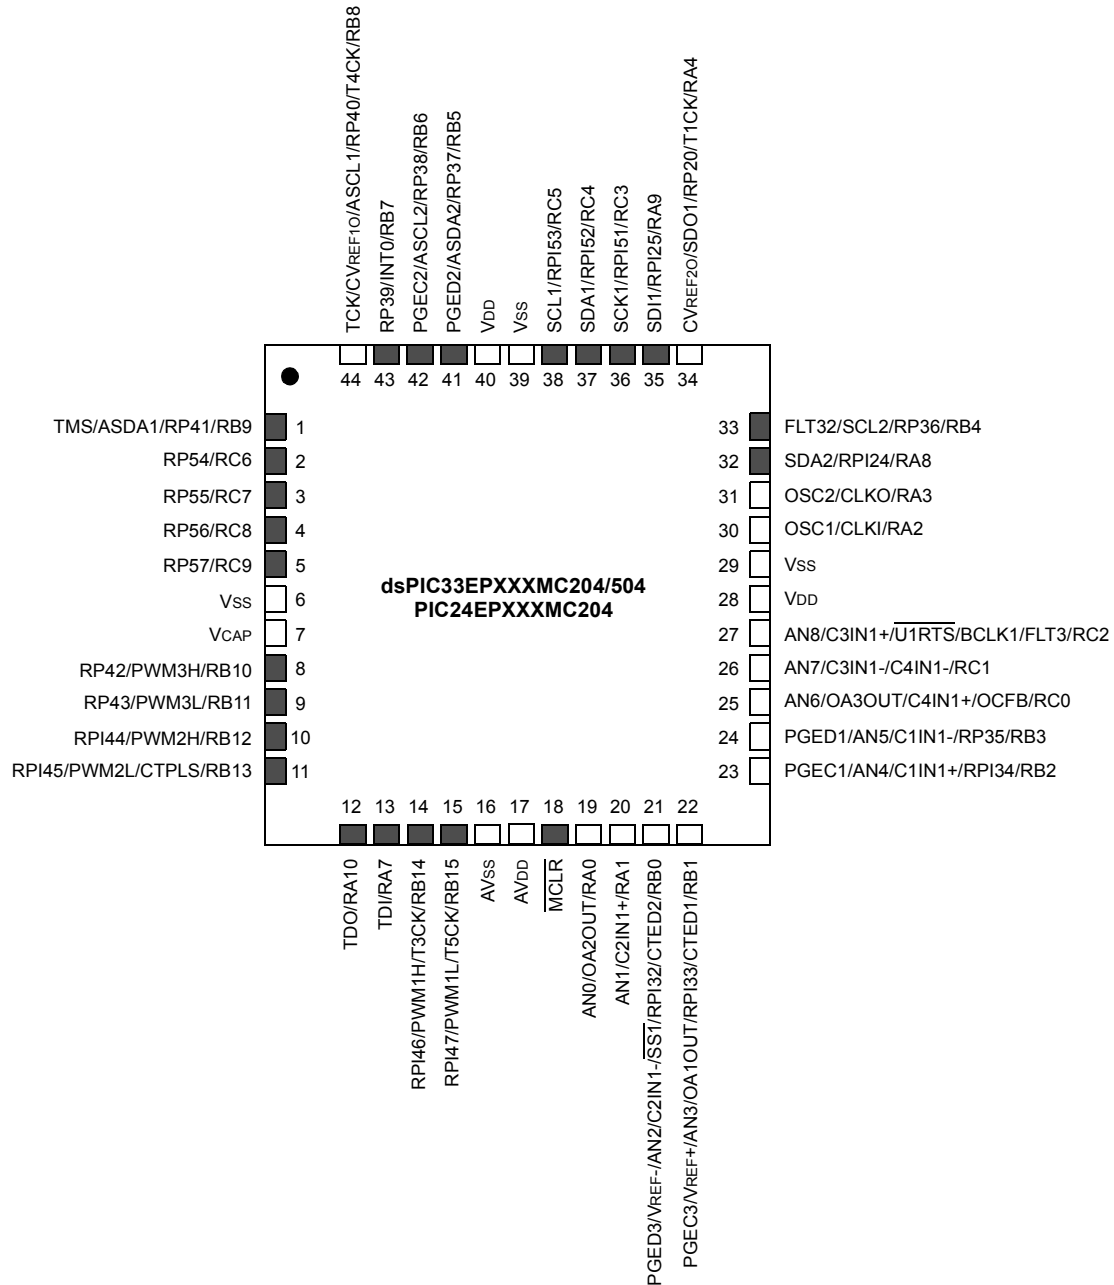 TCK/CVREF1O/ASCL1/RP40/T4CK/RB8
RP39/INT0/RB7
PGEC2/ASCL2/RP38/RB6
PGED2/ASDA2/RP37/RB5
VDD
VSS
SCL1/RPI53/RC5
SDA1/RPI52/RC4
SCK1/RPI51/RC3
SDI1/RPI25/RA9
CVREF2O/SDO1/RP20/T1CK/RA4
44 43 42 41 40 39 38 37 36 35 34
TMS/ASDA1/RP41/RB9 1
RP54/RC6 2
RP55/RC7 3
RP56/RC8 4
RP57/RC9 5
VSS 6
VCAP 7
RP42/PWM3H/RB10 8
RP43/PWM3L/RB11 9
RPI44/PWM2H/RB12 10
RPI45/PWM2L/CTPLS/RB13 11
dsPIC33EPXXXMC204/504
PIC24EPXXXMC204
33 FLT32/SCL2/RP36/RB4
32 SDA2/RPI24/RA8
31 OSC2/CLKO/RA3
30 OSC1/CLKI/RA2
29 VSS
28 VDD
27 AN8/C3IN1+/U1RTS/BCLK1/FLT3/RC2
26 AN7/C3IN1-/C4IN1-/RC1
25 AN6/OA3OUT/C4IN1+/OCFB/RC0
24 PGED1/AN5/C1IN1-/RP35/RB3
23 PGEC1/AN4/C1IN1+/RPI34/RB2
12 13 14 15 16 17 18 19 20 21 22
TDO/RA10
TDI/RA7
RPI46/PWM1H/T3CK/RB14
RPI47/PWM1L/T5CK/RB15
AVSS
AVDD
MCLR
AN0/OA2OUT/RA0
AN1/C2IN1+/RA1
PGED3/VREF-/AN2/C2IN1-/SS1/RPI32/CTED2/RB0
PGEC3/VREF+/AN3/OA1OUT/RPI33/CTED1/RB1